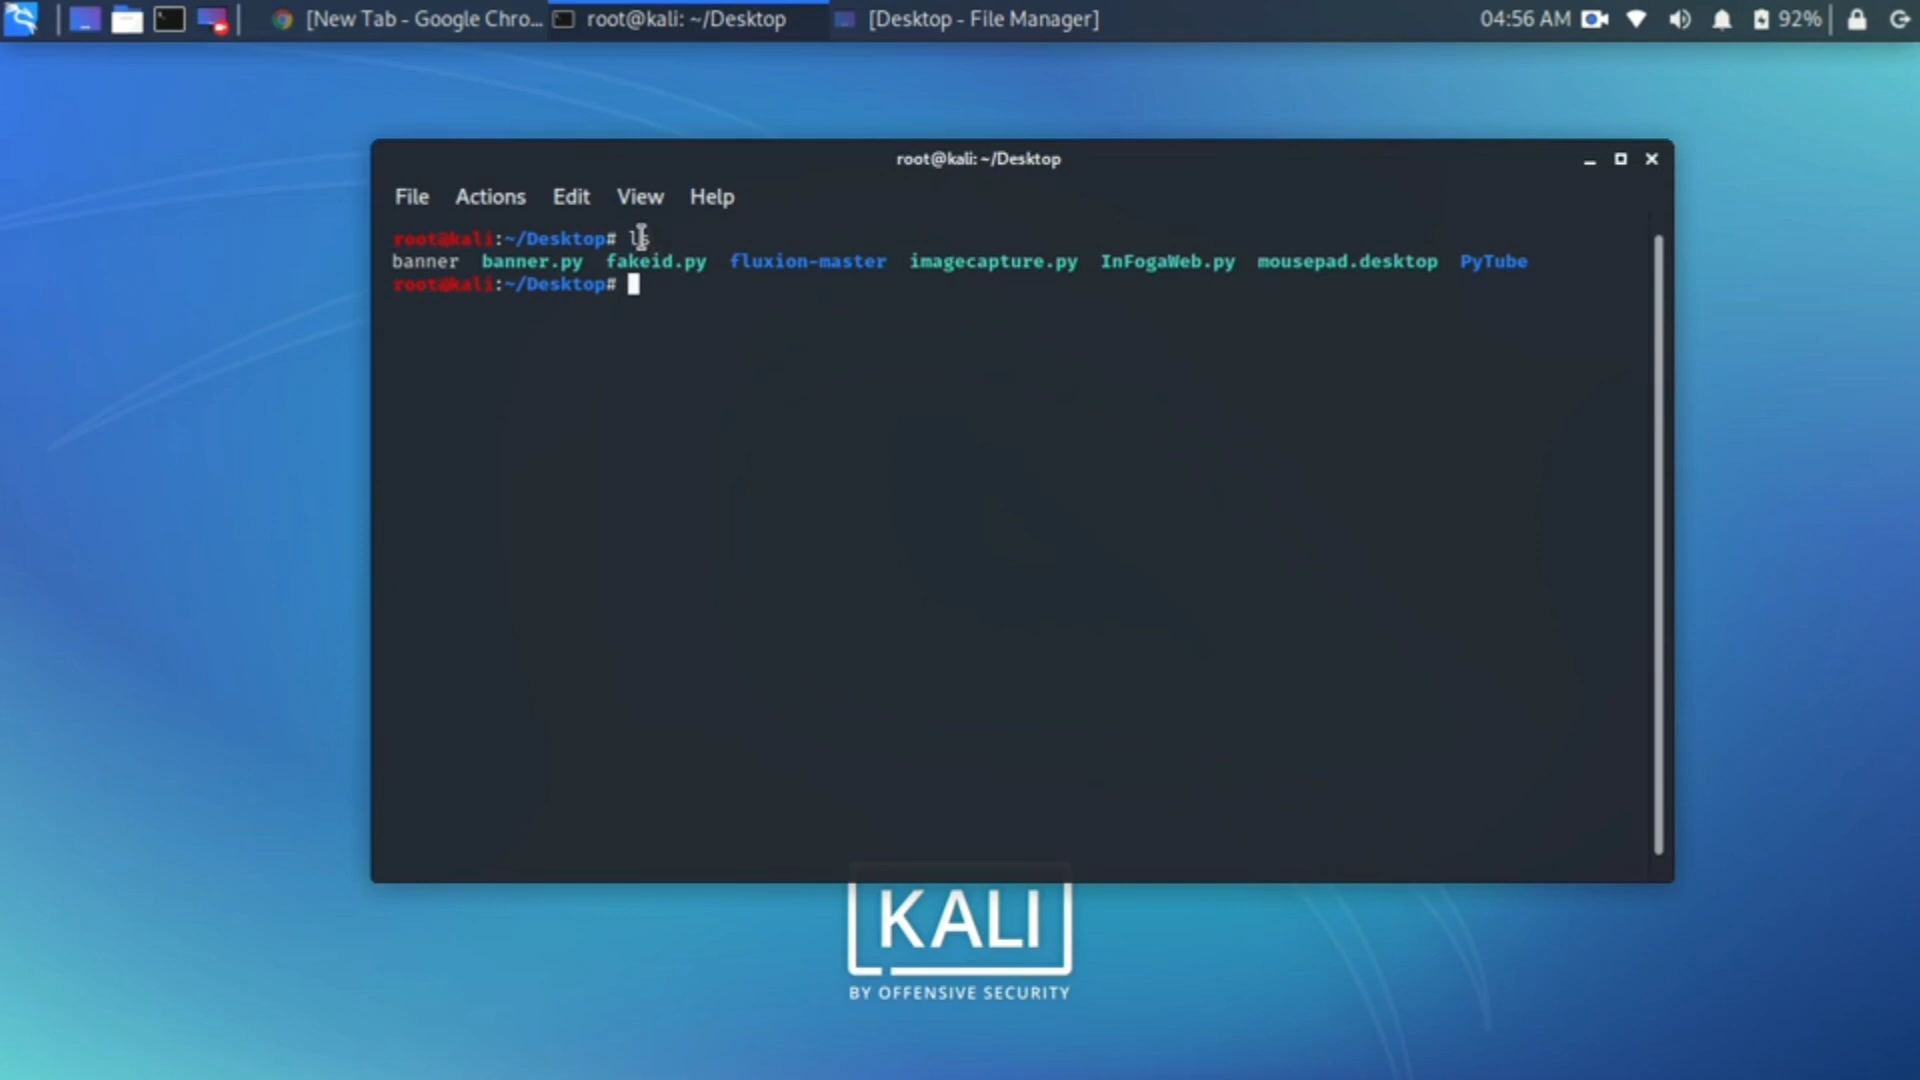 [New Tab - Google Chro... root@kali: ~/Desktop [Desktop - File Manager] 04:56 AM 92%
root@kali: ~/Desktop
File Actions Edit View Help
root@kali:~/Desktop# ls
banner banner.py fakeid.py fluxion-master imagecapture.py InFogaWeb.py mousepad.desktop PyTube
root@kali:~/Desktop#
KALI
BY OFFENSIVE SECURITY